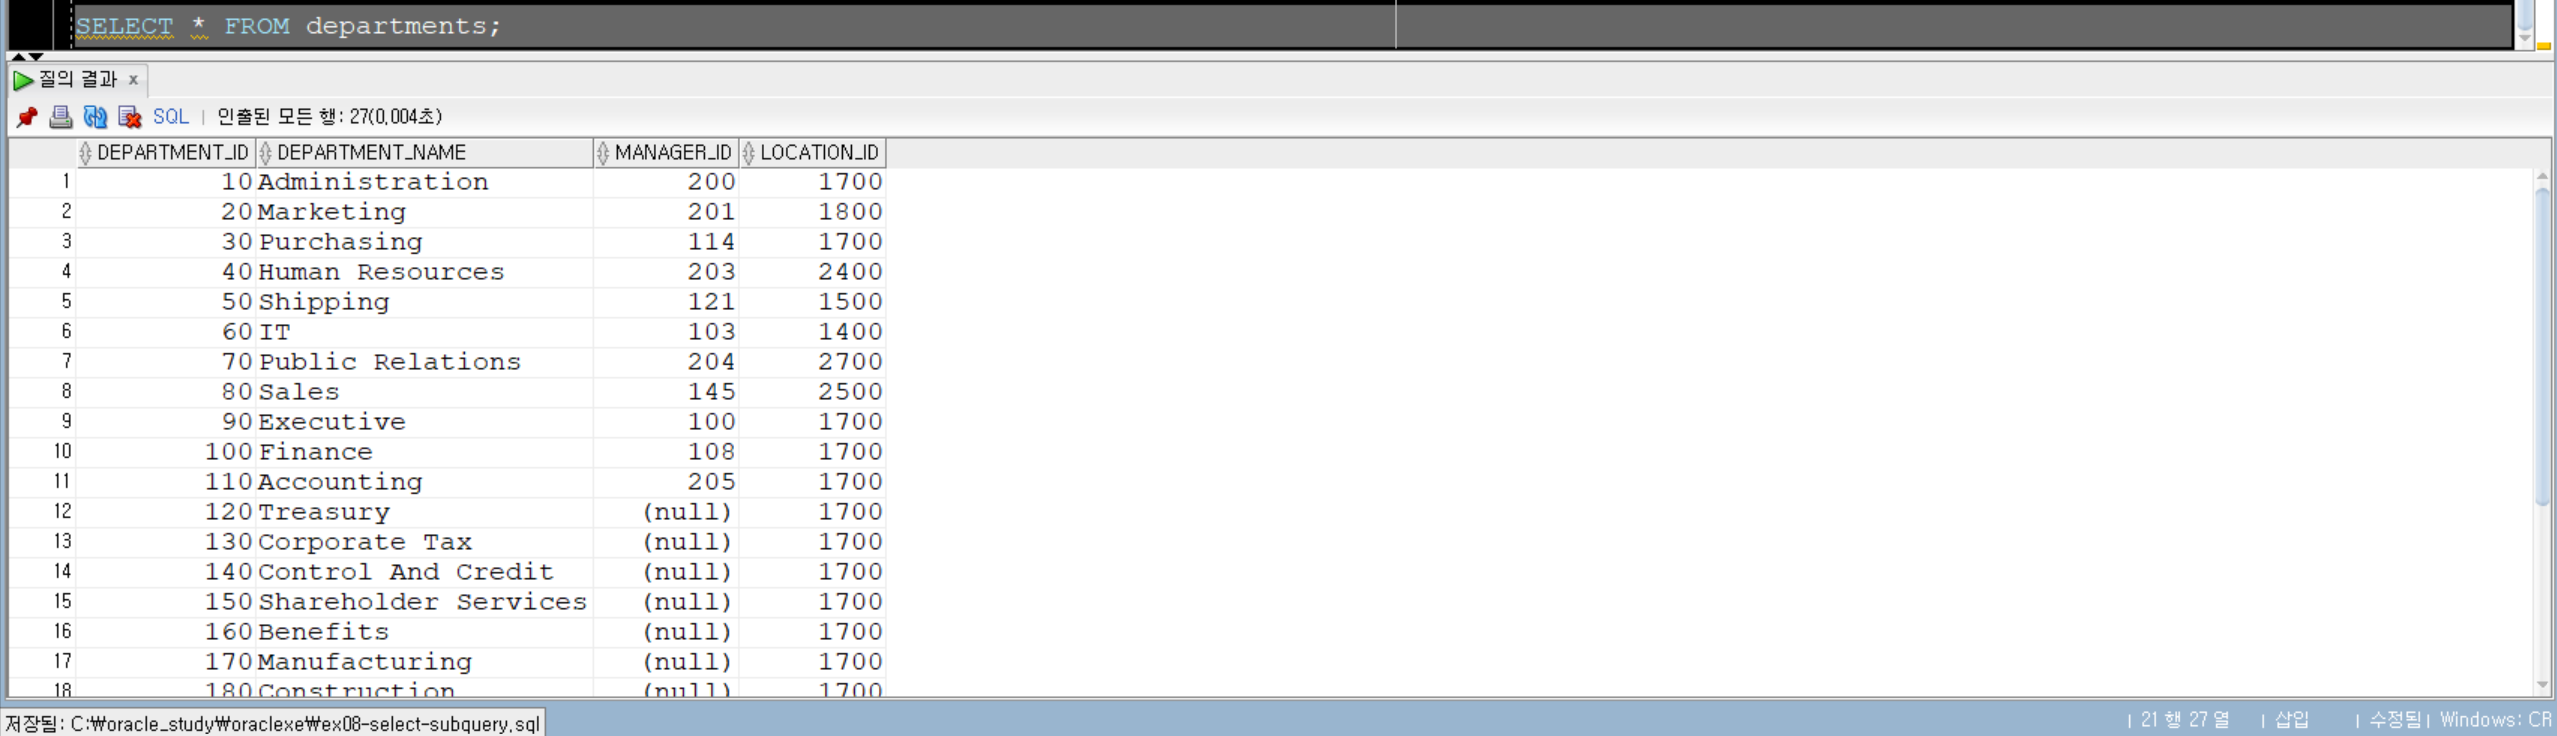 SELECT * FROM departments;
질의 결과 x
SQL | 인출된 모든 행: 27(0,004초)
DEPARTMENT_ID DEPARTMENT_NAME MANAGER_ID LOCATION_ID
1 10 Administration 200 1700
2 20 Marketing 201 1800
3 30 Purchasing 114 1700
4 40 Human Resources 203 2400
5 50 Shipping 121 1500
6 60 IT 103 1400
7 70 Public Relations 204 2700
8 80 Sales 145 2500
9 90 Executive 100 1700
10 100 Finance 108 1700
11 110 Accounting 205 1700
12 120 Treasury (null) 1700
13 130 Corporate Tax (null) 1700
14 140 Control And Credit (null) 1700
15 150 Shareholder Services (null) 1700
16 160 Benefits (null) 1700
17 170 Manufacturing (null) 1700
18 180 Construction (null) 1700
저장됨: C:₩oracle_study₩oraclexe₩ex08-select-subquery,sql | 21 행 27 열 | 삽입 | 수정됨 | Windows: CR